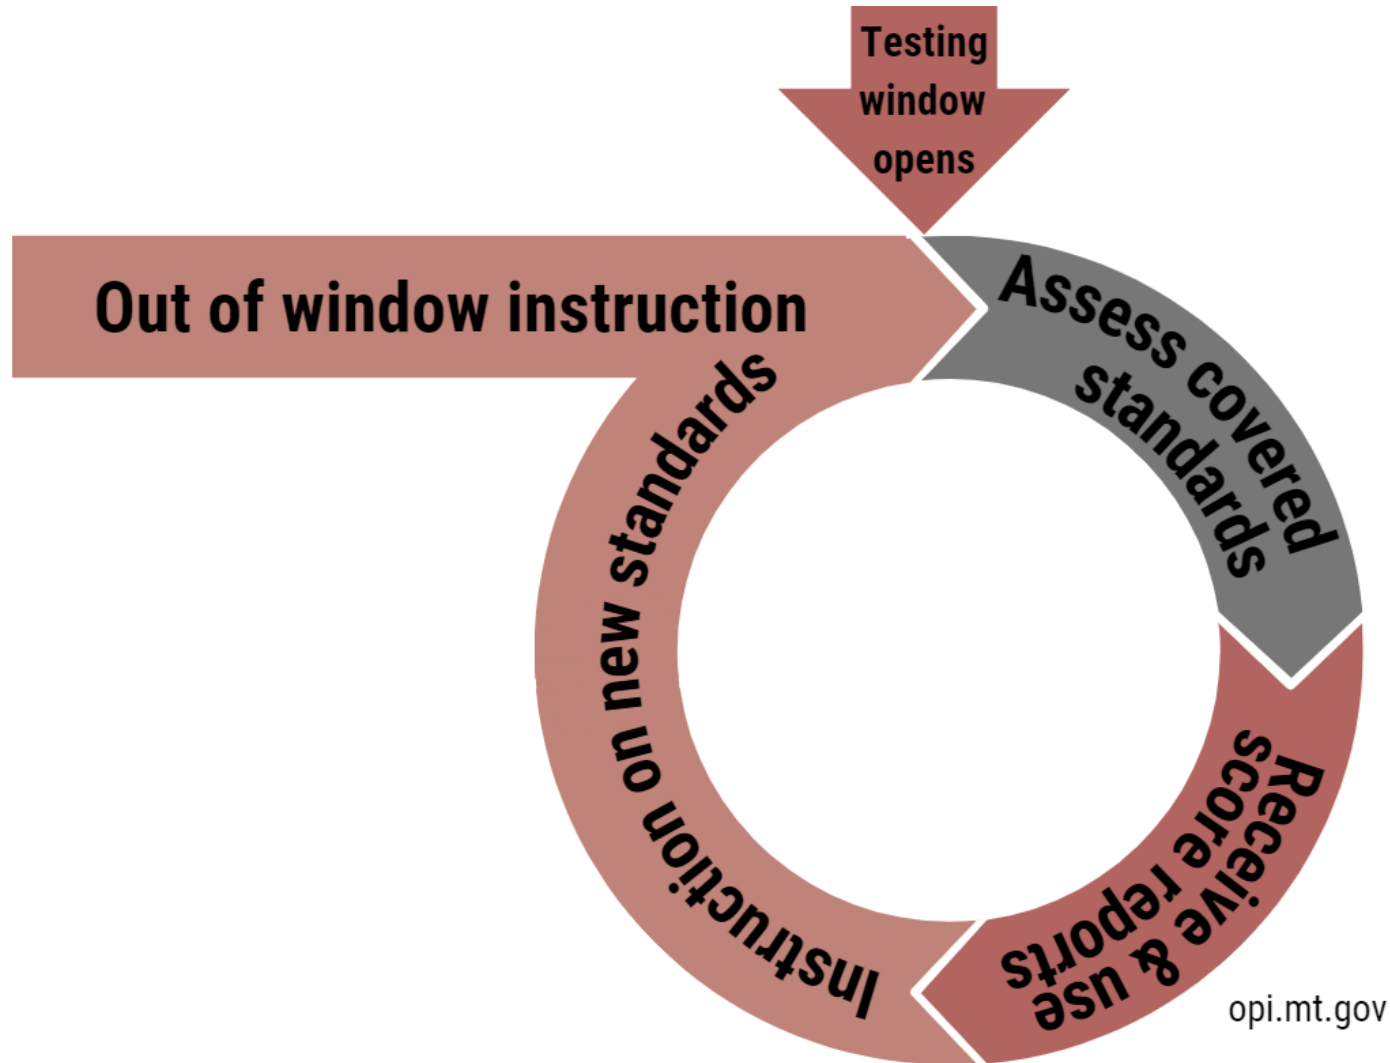 Testing
window
opens
Out of window instruction
Assess covered
standards
Receive & use
score reports
Instruction on new standards
opi.mt.gov